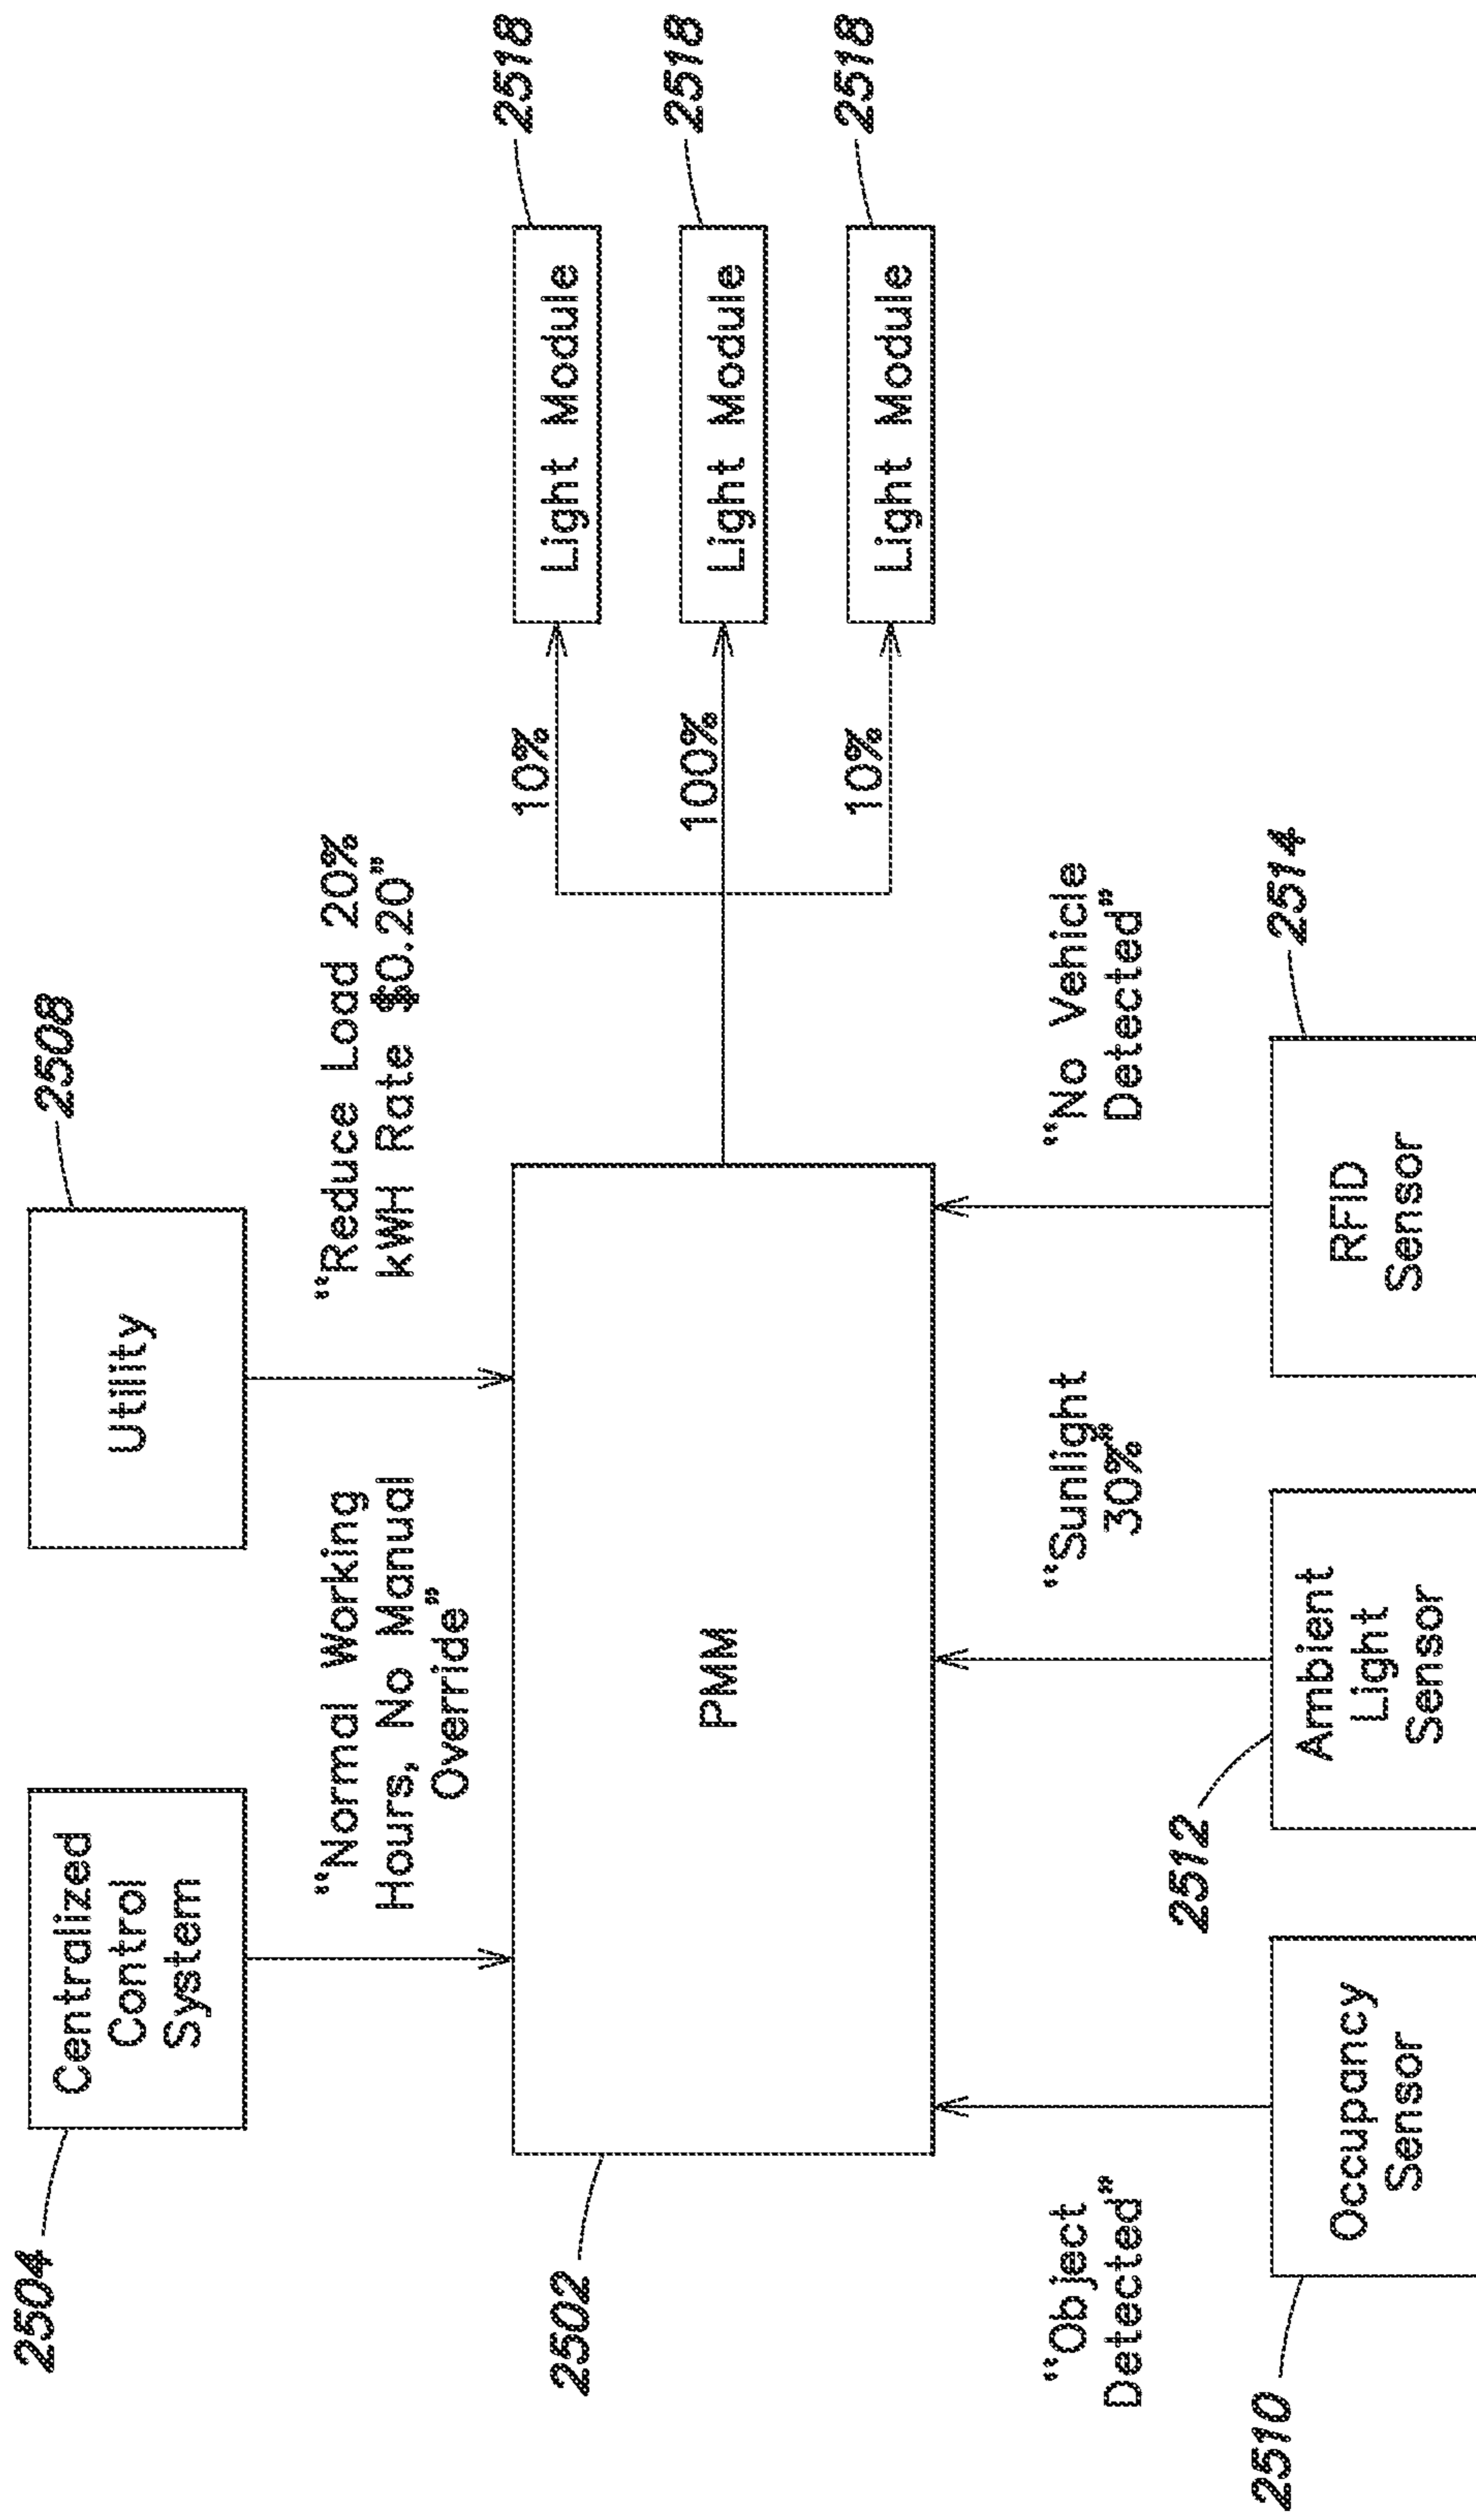 2504
Centralized
Control
System
Utility
2508
“Normal Working
Hours, No Manual
Override”
“Reduce Load 20%
kWH Rate $0.20”
2502
PMM
10%
Light Module
2518
100%
Light Module
2518
10%
Light Module
2518
“Object
Detected”
“Sunlight
30%”
“No Vehicle
Detected”
2510
Occupancy
Sensor
2512
Ambient
Light
Sensor
RFID
Sensor
2514